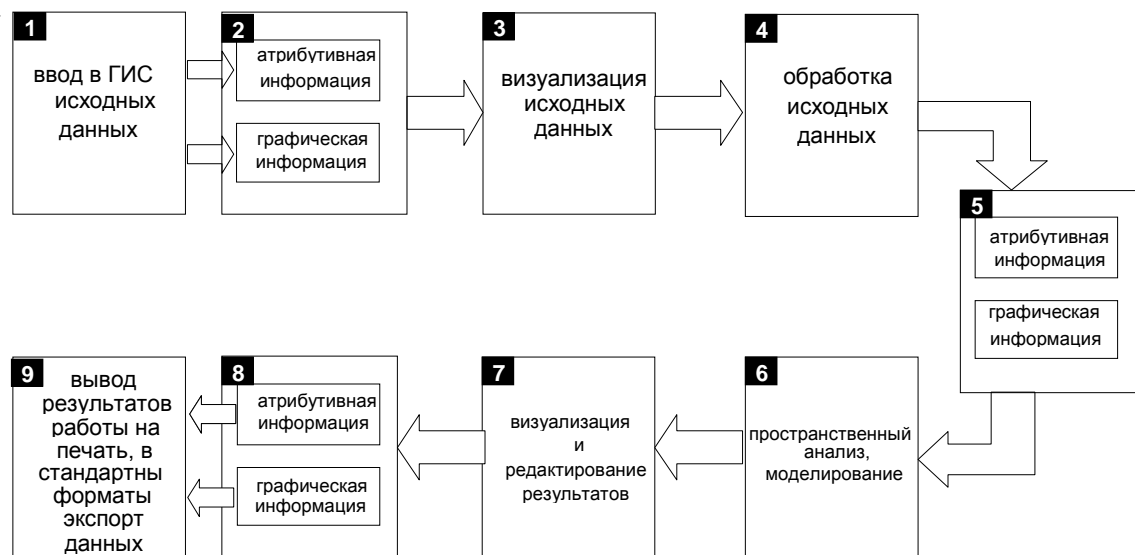 1
ввод в ГИС
исходных
данных
2
атрибутивная
информация
графическая
информация
3
визуализация
исходных
данных
4
обработка
исходных
данных
5
атрибутивная
информация
графическая
информация
6
пространственный
анализ,
моделирование
7
визуализация
и
редактирование
результатов
8
атрибутивная
информация
графическая
информация
9
вывод
результатов
работы на
печать, в
стандартны
форматы
экспорт
данных